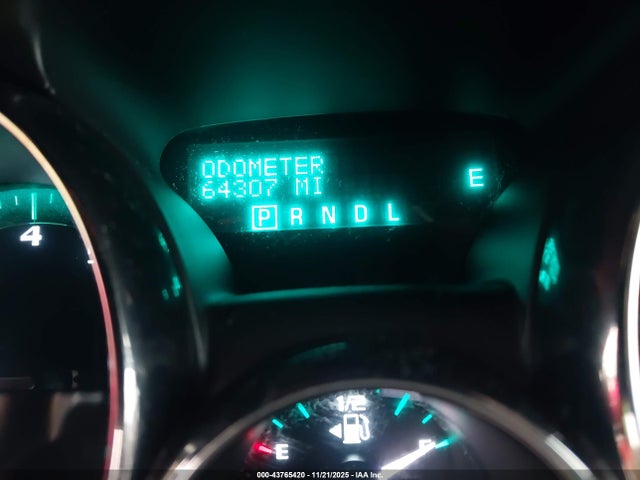 ODOMETER
64307 MI
E
P R N D L
4
1/2
E
F
000-43765420 - 11/21/2025 - IAA Inc.